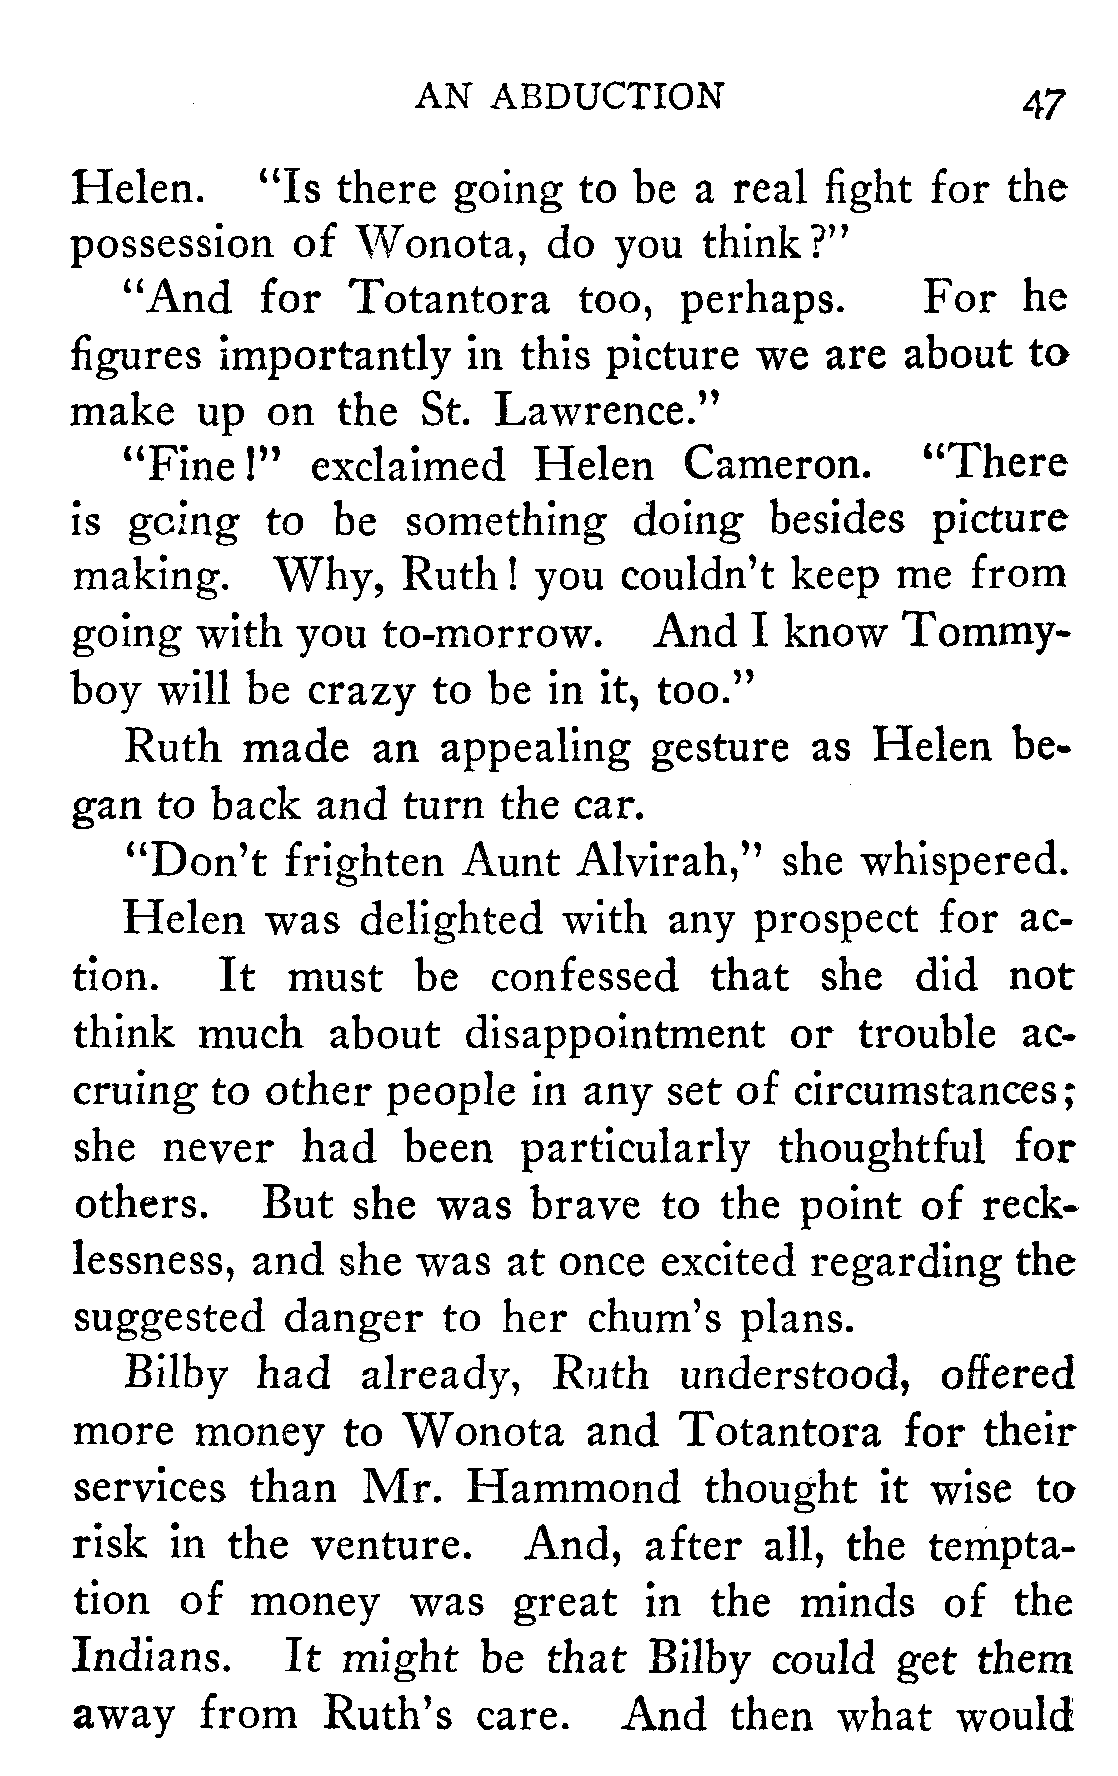 AN ABDUCTION 47
Helen. "Is there going to be a real fight for the
possession of Wonota, do you think?"
"And for Totantora too, perhaps. For he
figures importantly in this picture we are about to
make up on the St. Lawrence."
"Fine!" exclaimed Helen Cameron. "There
is going to be something doing besides picture
making. Why, Ruth! you couldn't keep me from
going with you to-morrow. And I know Tommy-
boy will be crazy to be in it, too."
Ruth made an appealing gesture as Helen be-
gan to back and turn the car.
"Don't frighten Aunt Alvirah," she whispered.
Helen was delighted with any prospect for ac-
tion. It must be confessed that she did not
think much about disappointment or trouble ac-
cruing to other people in any set of circumstances;
she never had been particularly thoughtful for
others. But she was brave to the point of reck-
lessness, and she was at once excited regarding the
suggested danger to her chum's plans.
Bilby had already, Ruth understood, offered
more money to Wonota and Totantora for their
services than Mr. Hammond thought it wise to
risk in the venture. And, after all, the tempta-
tion of money was great in the minds of the
Indians. It might be that Bilby could get them
away from Ruth's care. And then what would